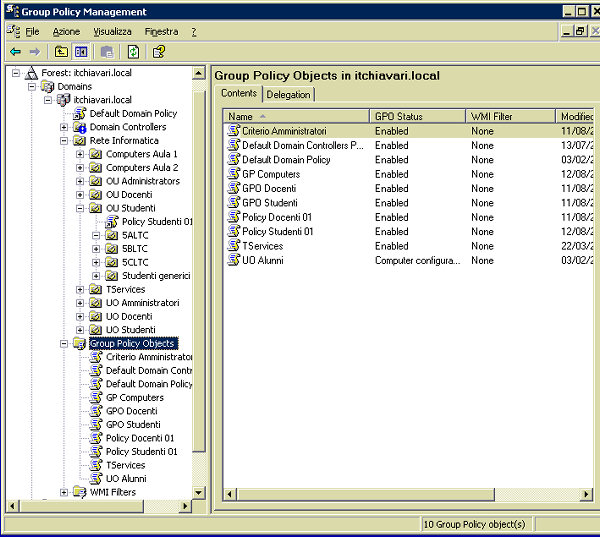 Group Policy Management
File Azione Visualizza Finestra ?
Forest: itchiavari.local
Domains
itchiavari.local
Default Domain Policy
Domain Controllers
Rete Informatica
Computers Aula 1
Computers Aula 2
OU Administrators
OU Docenti
OU Studenti
Policy Studenti 01
5ALTC
5BLTC
5CLTC
Studenti generici
TServices
UO Amministratori
UO Docenti
UO Studenti
Group Policy Objects
Criterio Amministrator
Default Domain Contr
Default Domain Policy
GP Computers
GPO Docenti
GPO Studenti
Policy Docenti 01
Policy Studenti 01
TServices
UO Alunni
WMI Filters
Group Policy Objects in itchiavari.local
Contents Delegation
Name GPO Status WMI Filter Modified
Criterio Amministratori Enabled None 11/08/2
Default Domain Controllers P... Enabled None 13/07/2
Default Domain Policy Enabled None 03/02/2
GP Computers Enabled None 12/08/2
GPO Docenti Enabled None 11/08/2
GPO Studenti Enabled None 11/08/2
Policy Docenti 01 Enabled None 11/08/2
Policy Studenti 01 Enabled None 12/08/2
TServices Enabled None 22/03/2
UO Alunni Computer configura... None 03/02/2
10 Group Policy object(s)